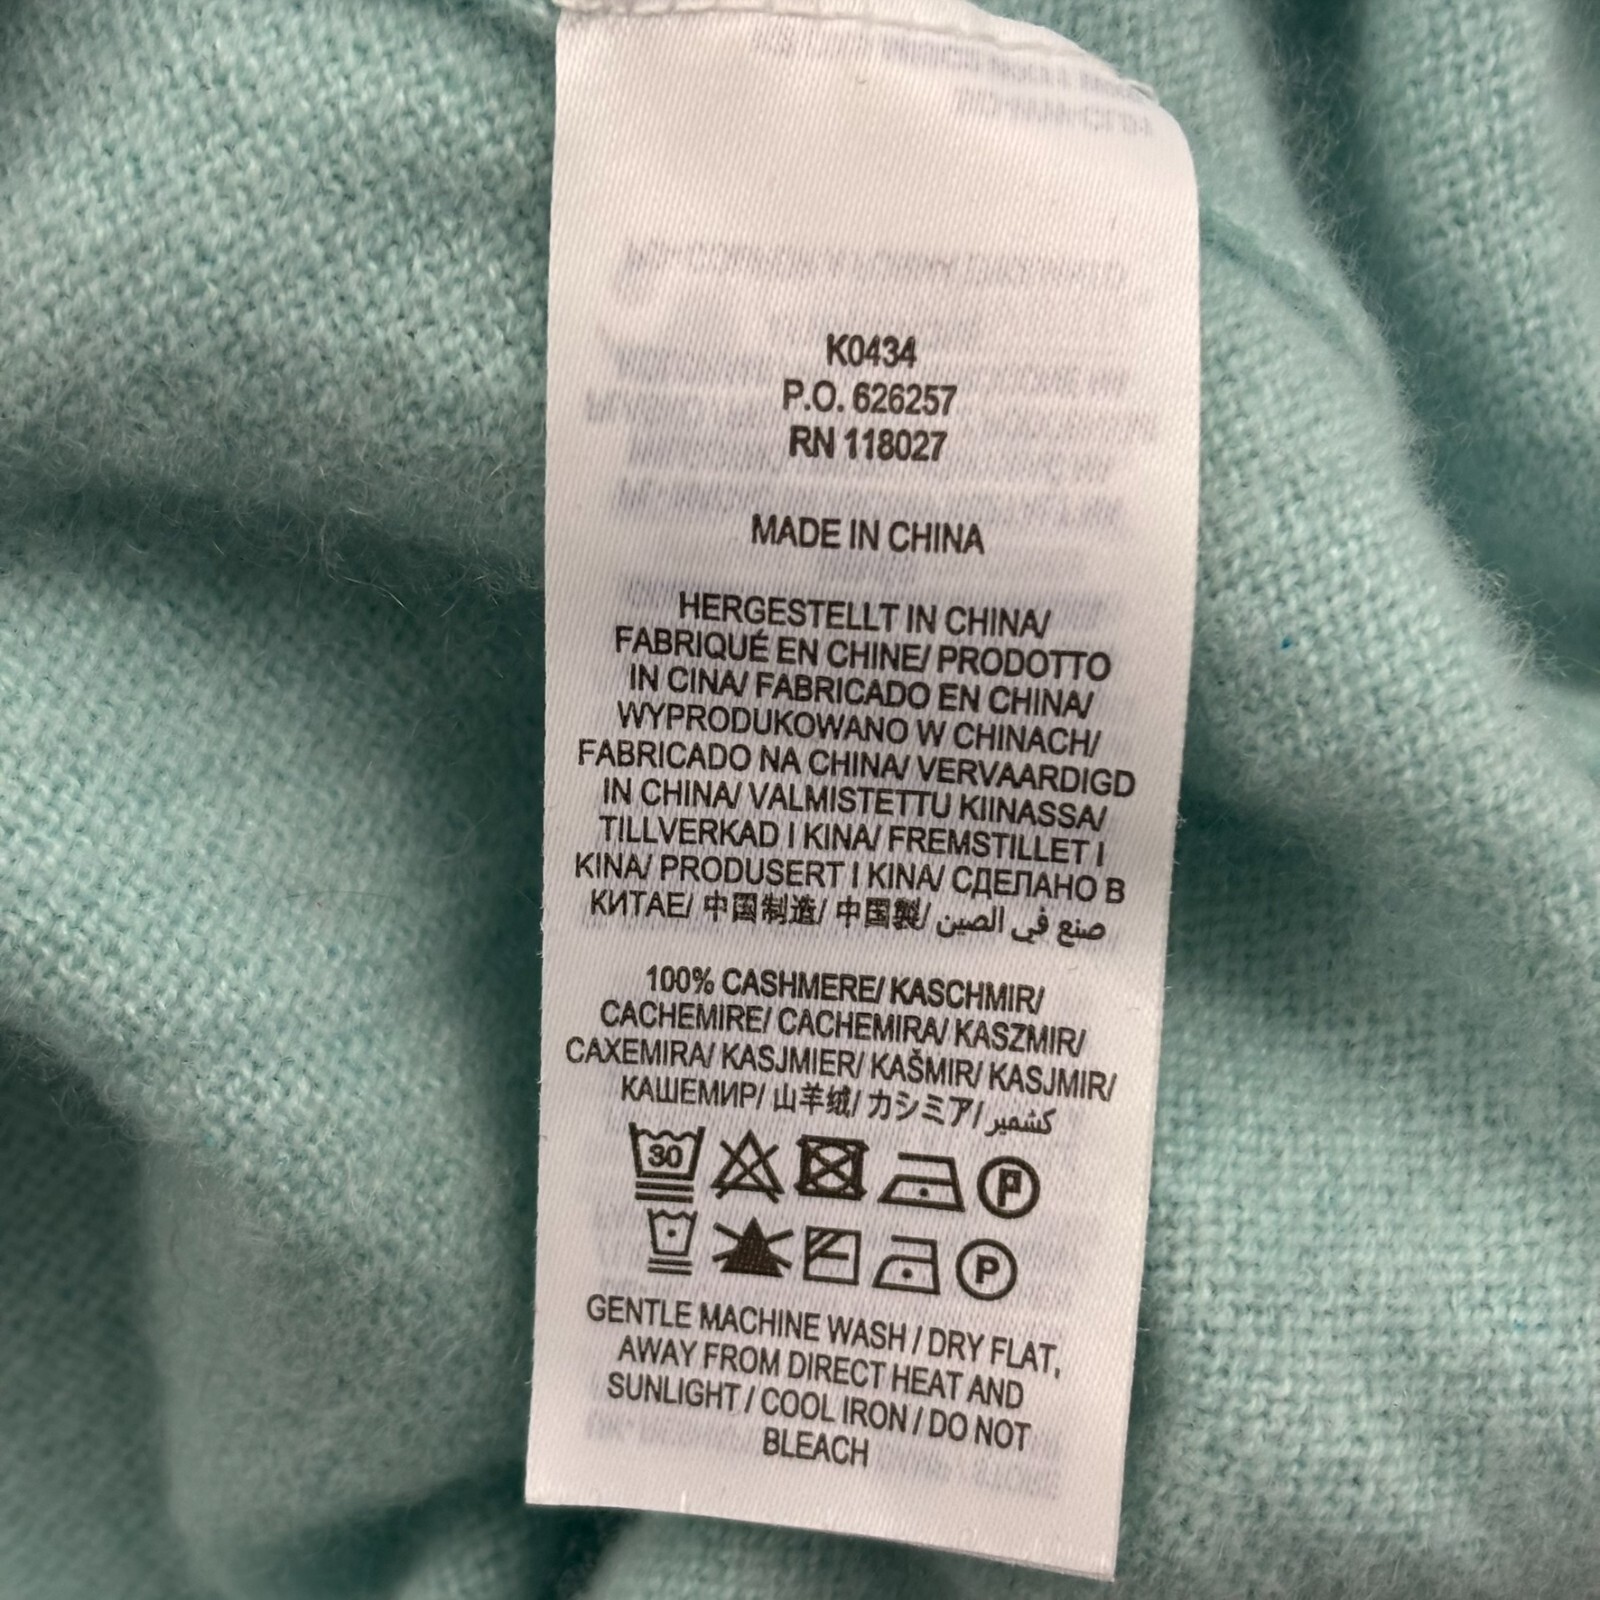 K0434
P.O. 626257
RN 118027
MADE IN CHINA
HERGESTELLT IN CHINA/
FABRIQUÉ EN CHINE/ PRODOTTO
IN CINA/ FABRICADO EN CHINA/
WYPRODUKOWANO W CHINACH/
FABRICADO NA CHINA/ VERVAARDIGD
IN CHINA/ VALMISTETTU KIINASSA/
TILLVERKAD I KINA/ FREMSTILLET I
KINA/ PRODUSERT I KINA/ СДЕЛАНО В
КИТАЕ/ 中国制造/ 中国製/ صنع في الصين
100% CASHMERE/ KASCHMIR/
CACHEMIRE/ CACHEMIRA/ KASZMIR/
CAXEMIRA/ KASJMIER/ KAŠMIR/ KASJMIR/
КАШЕМИР/ 山羊绒/ カシミア/ كشمير
30 P
P
GENTLE MACHINE WASH / DRY FLAT,
AWAY FROM DIRECT HEAT AND
SUNLIGHT / COOL IRON / DO NOT
BLEACH